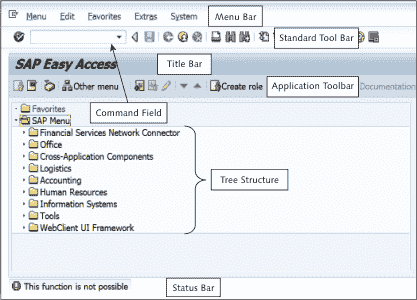 Menu Edit Favorites Extras System
Menu Bar
Standard Tool Bar
SAP Easy Access
Title Bar
Other menu
Create role
Application Toolbar
Documentation
Command Field
Favorites
SAP Menu
Financial Services Network Connector
Office
Cross-Application Components
Logistics
Accounting
Human Resources
Information Systems
Tools
WebClient UI Framework
Tree Structure
This function is not possible
Status Bar